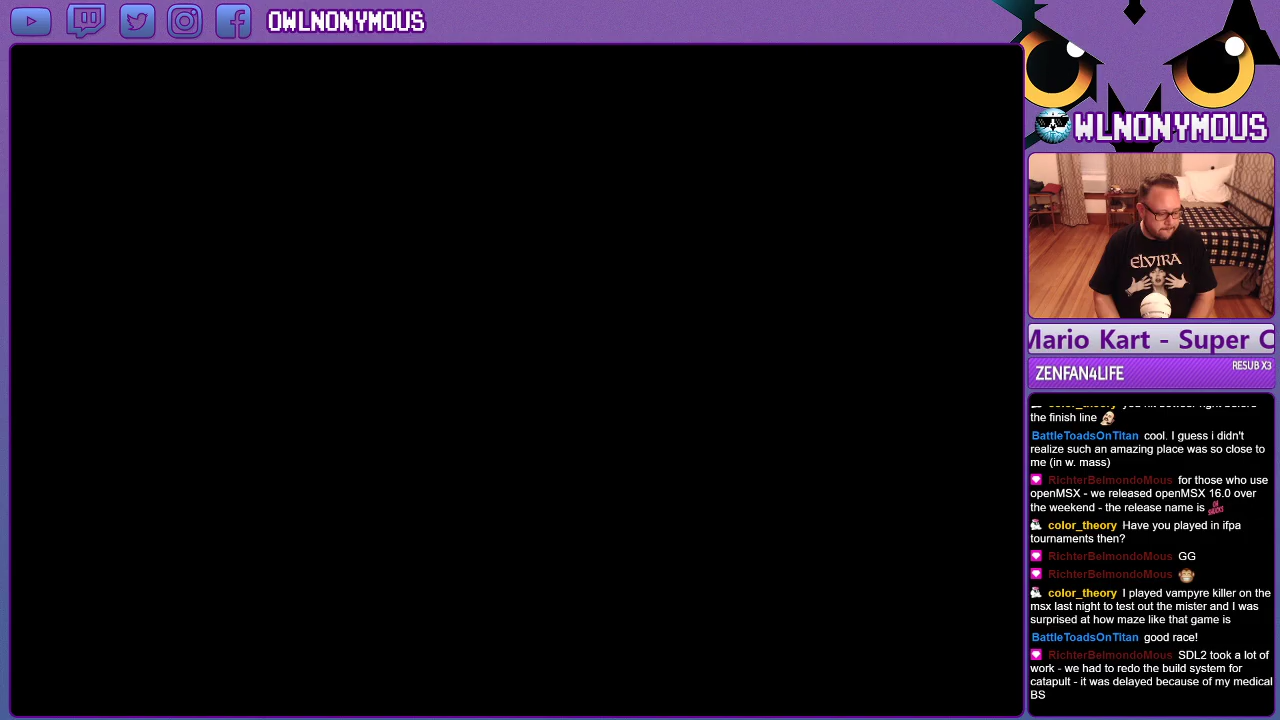 OWLNONYMOUS
WLNONYMOUS
ELVIRA
Mario Kart - Super C
ZENFAN4LIFE
RESUB X3
the finish line
BattleToadsOnTitan cool. I guess i didn't
realize such an amazing place was so close to
me (in w. mass)
RichterBelmondoMous for those who use
openMSX - we released openMSX 16.0 over
the weekend - the release name is
color_theory Have you played in ifpa
tournaments then?
RichterBelmondoMous GG
RichterBelmondoMous
color_theory I played vampyre killer on the
msx last night to test out the mister and I was
surprised at how maze like that game is
BattleToadsOnTitan good race!
RichterBelmondoMous SDL2 took a lot of
work - we had to redo the build system for
catapult - it was delayed because of my medical
BS